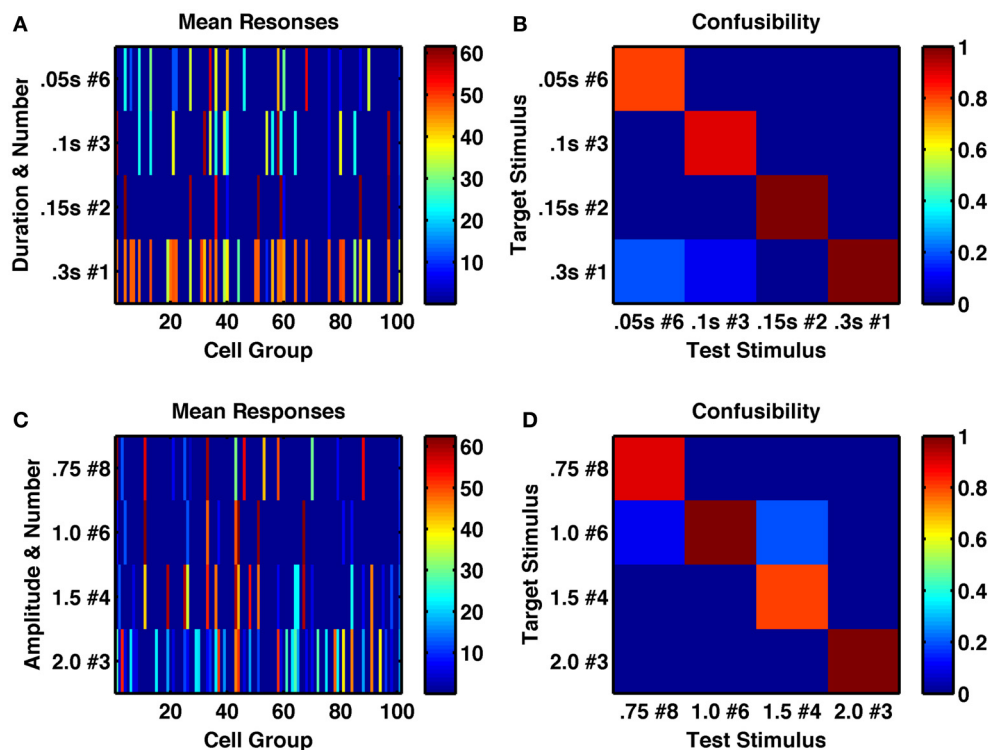 A
Mean Resonses
Duration & Number
.05s #6
.1s #3
.15s #2
.3s #1
20 40 60 80 100
Cell Group
60
50
40
30
20
10
B
Confusibility
Target Stimulus
.05s #6
.1s #3
.15s #2
.3s #1
.05s #6 .1s #3 .15s #2 .3s #1
Test Stimulus
1
0.8
0.6
0.4
0.2
0
C
Mean Responses
Amplitude & Number
.75 #8
1.0 #6
1.5 #4
2.0 #3
20 40 60 80 100
Cell Group
60
50
40
30
20
10
D
Confusibility
Target Stimulus
.75 #8
1.0 #6
1.5 #4
2.0 #3
.75 #8 1.0 #6 1.5 #4 2.0 #3
Test Stimulus
1
0.8
0.6
0.4
0.2
0